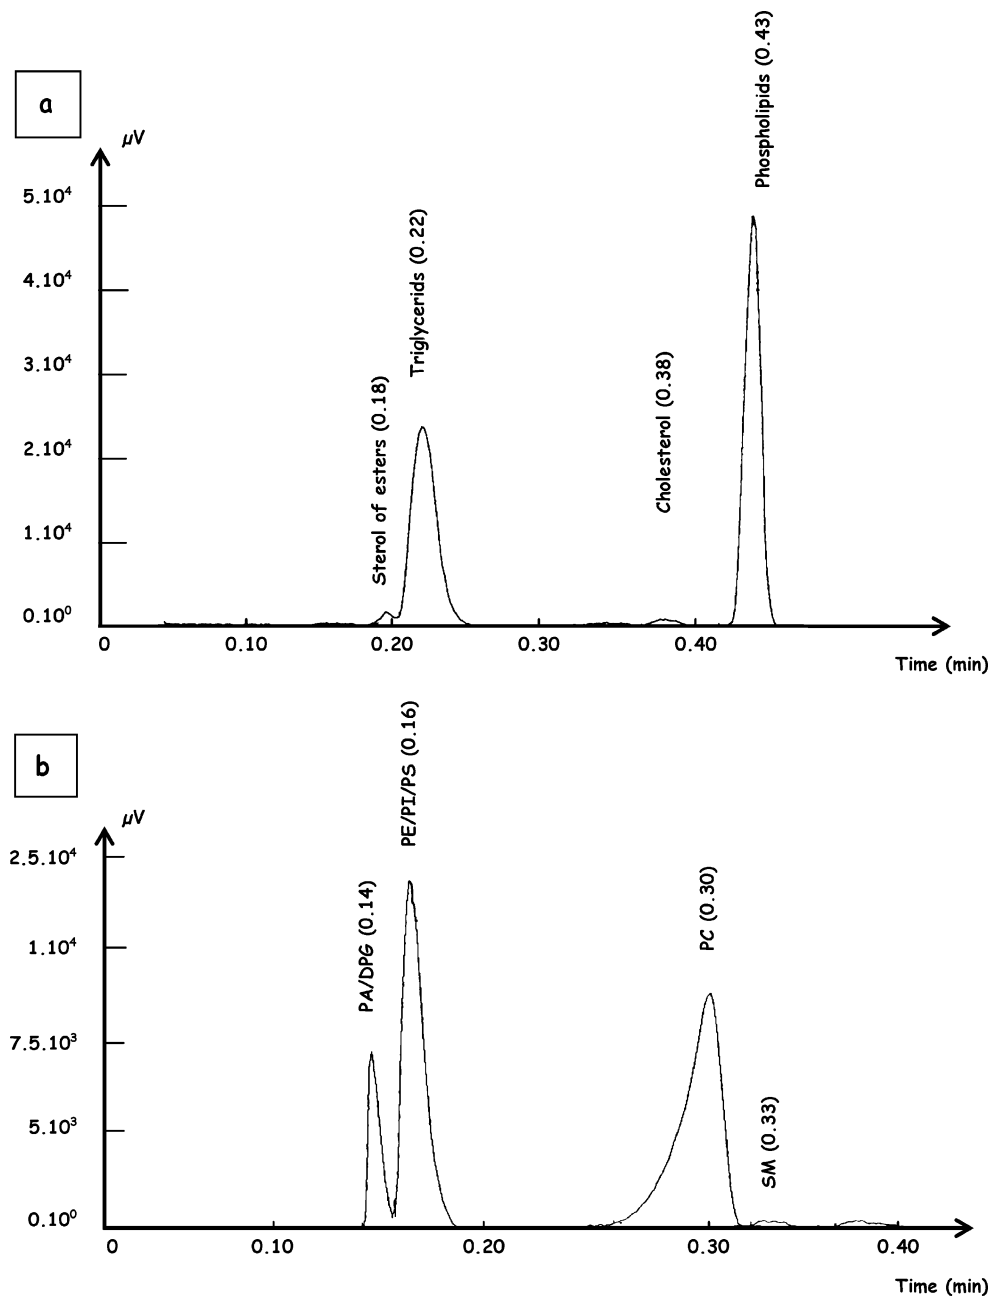 a
µV
5.10⁴
4.10⁴
3.10⁴
2.10⁴
1.10⁴
0.10⁰
Sterol of esters (0.18)
Triglycerids (0.22)
Cholesterol (0.38)
Phospholipids (0.43)
0 0.10 0.20 0.30 0.40
Time (min)
b
µV
2.5.10⁴
1.10⁴
7.5.10³
5.10³
0.10⁰
PA/DPG (0.14)
PE/PI/PS (0.16)
PC (0.30)
SM (0.33)
0 0.10 0.20 0.30 0.40
Time (min)